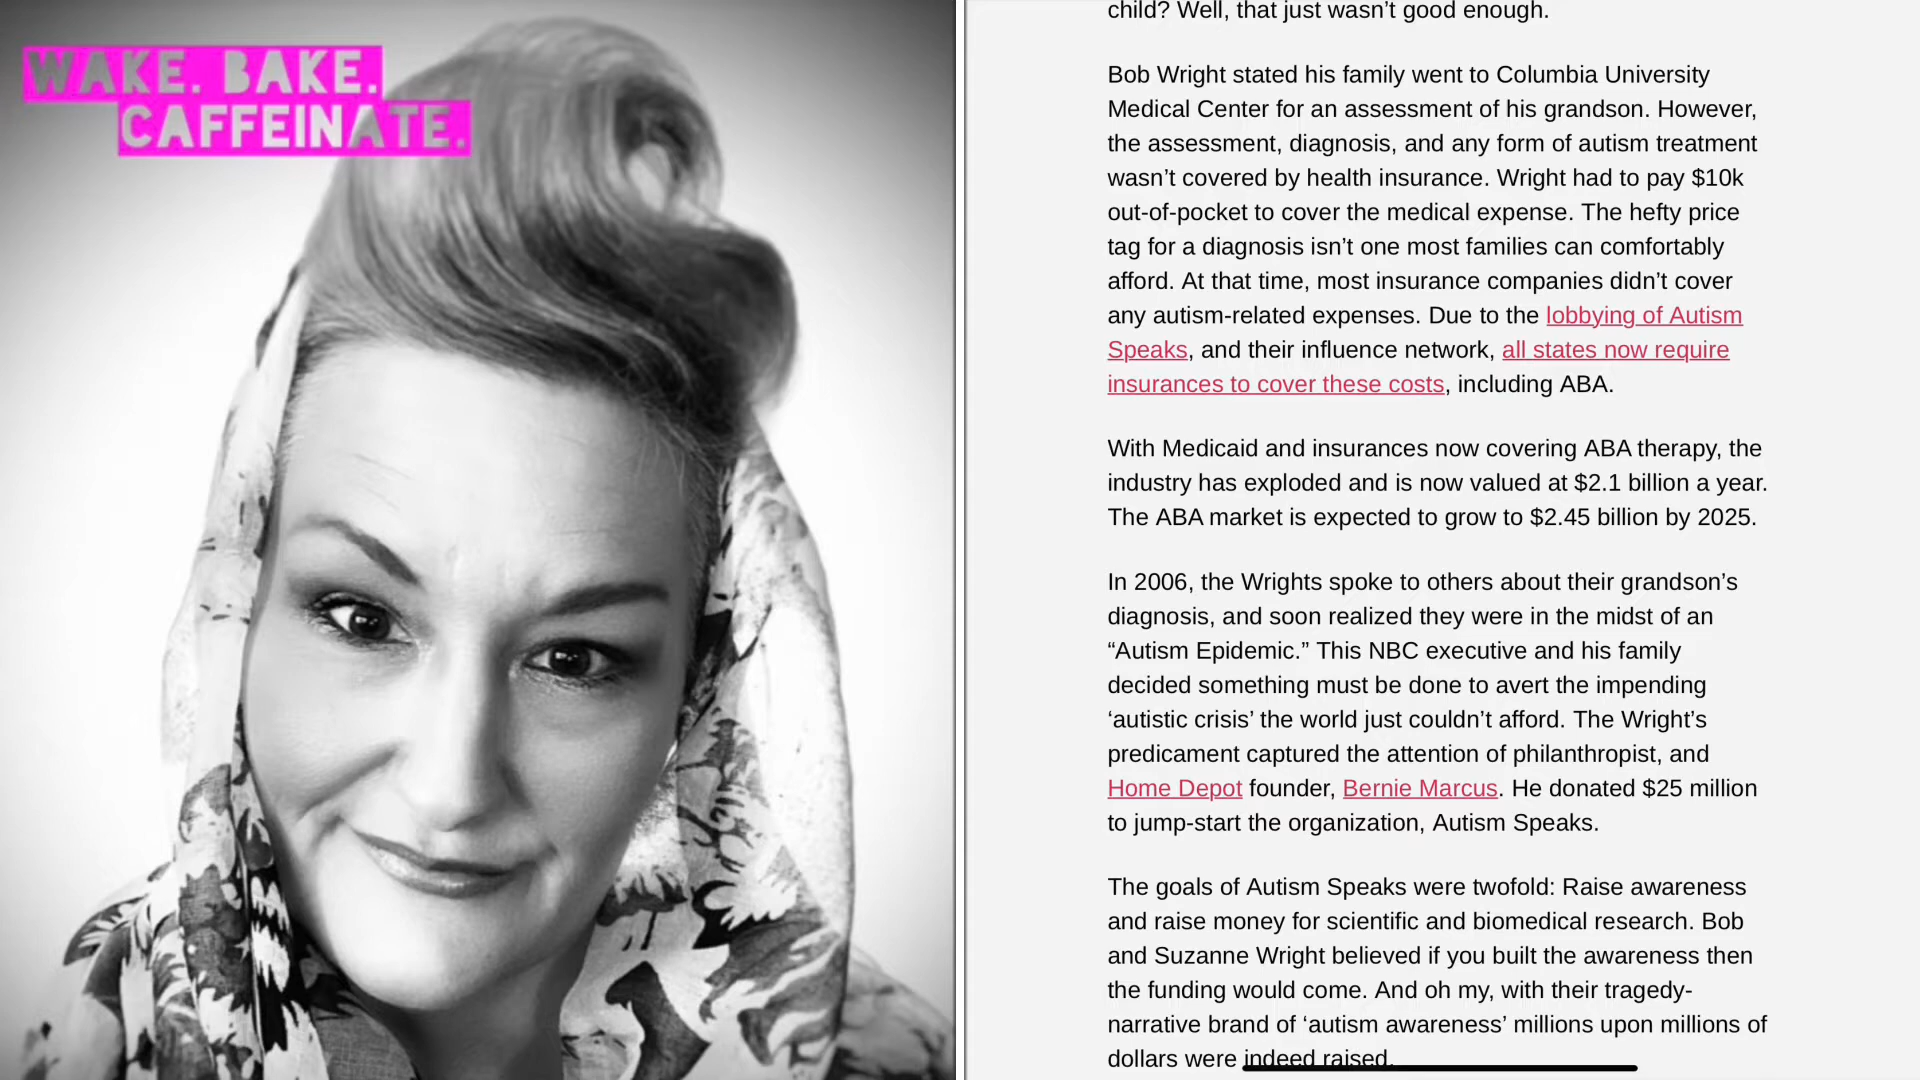 WAKE. BAKE.
CAFFEINATE.
child? Well, that just wasn’t good enough.
Bob Wright stated his family went to Columbia University
Medical Center for an assessment of his grandson. However,
the assessment, diagnosis, and any form of autism treatment
wasn’t covered by health insurance. Wright had to pay $10k
out-of-pocket to cover the medical expense. The hefty price
tag for a diagnosis isn’t one most families can comfortably
afford. At that time, most insurance companies didn’t cover
any autism-related expenses. Due to the lobbying of Autism
Speaks, and their influence network, all states now require
insurances to cover these costs, including ABA.
With Medicaid and insurances now covering ABA therapy, the
industry has exploded and is now valued at $2.1 billion a year.
The ABA market is expected to grow to $2.45 billion by 2025.
In 2006, the Wrights spoke to others about their grandson’s
diagnosis, and soon realized they were in the midst of an
“Autism Epidemic.” This NBC executive and his family
decided something must be done to avert the impending
‘autistic crisis’ the world just couldn’t afford. The Wright’s
predicament captured the attention of philanthropist, and
Home Depot founder, Bernie Marcus. He donated $25 million
to jump-start the organization, Autism Speaks.
The goals of Autism Speaks were twofold: Raise awareness
and raise money for scientific and biomedical research. Bob
and Suzanne Wright believed if you built the awareness then
the funding would come. And oh my, with their tragedy-
narrative brand of ‘autism awareness’ millions upon millions of
dollars were indeed raised.